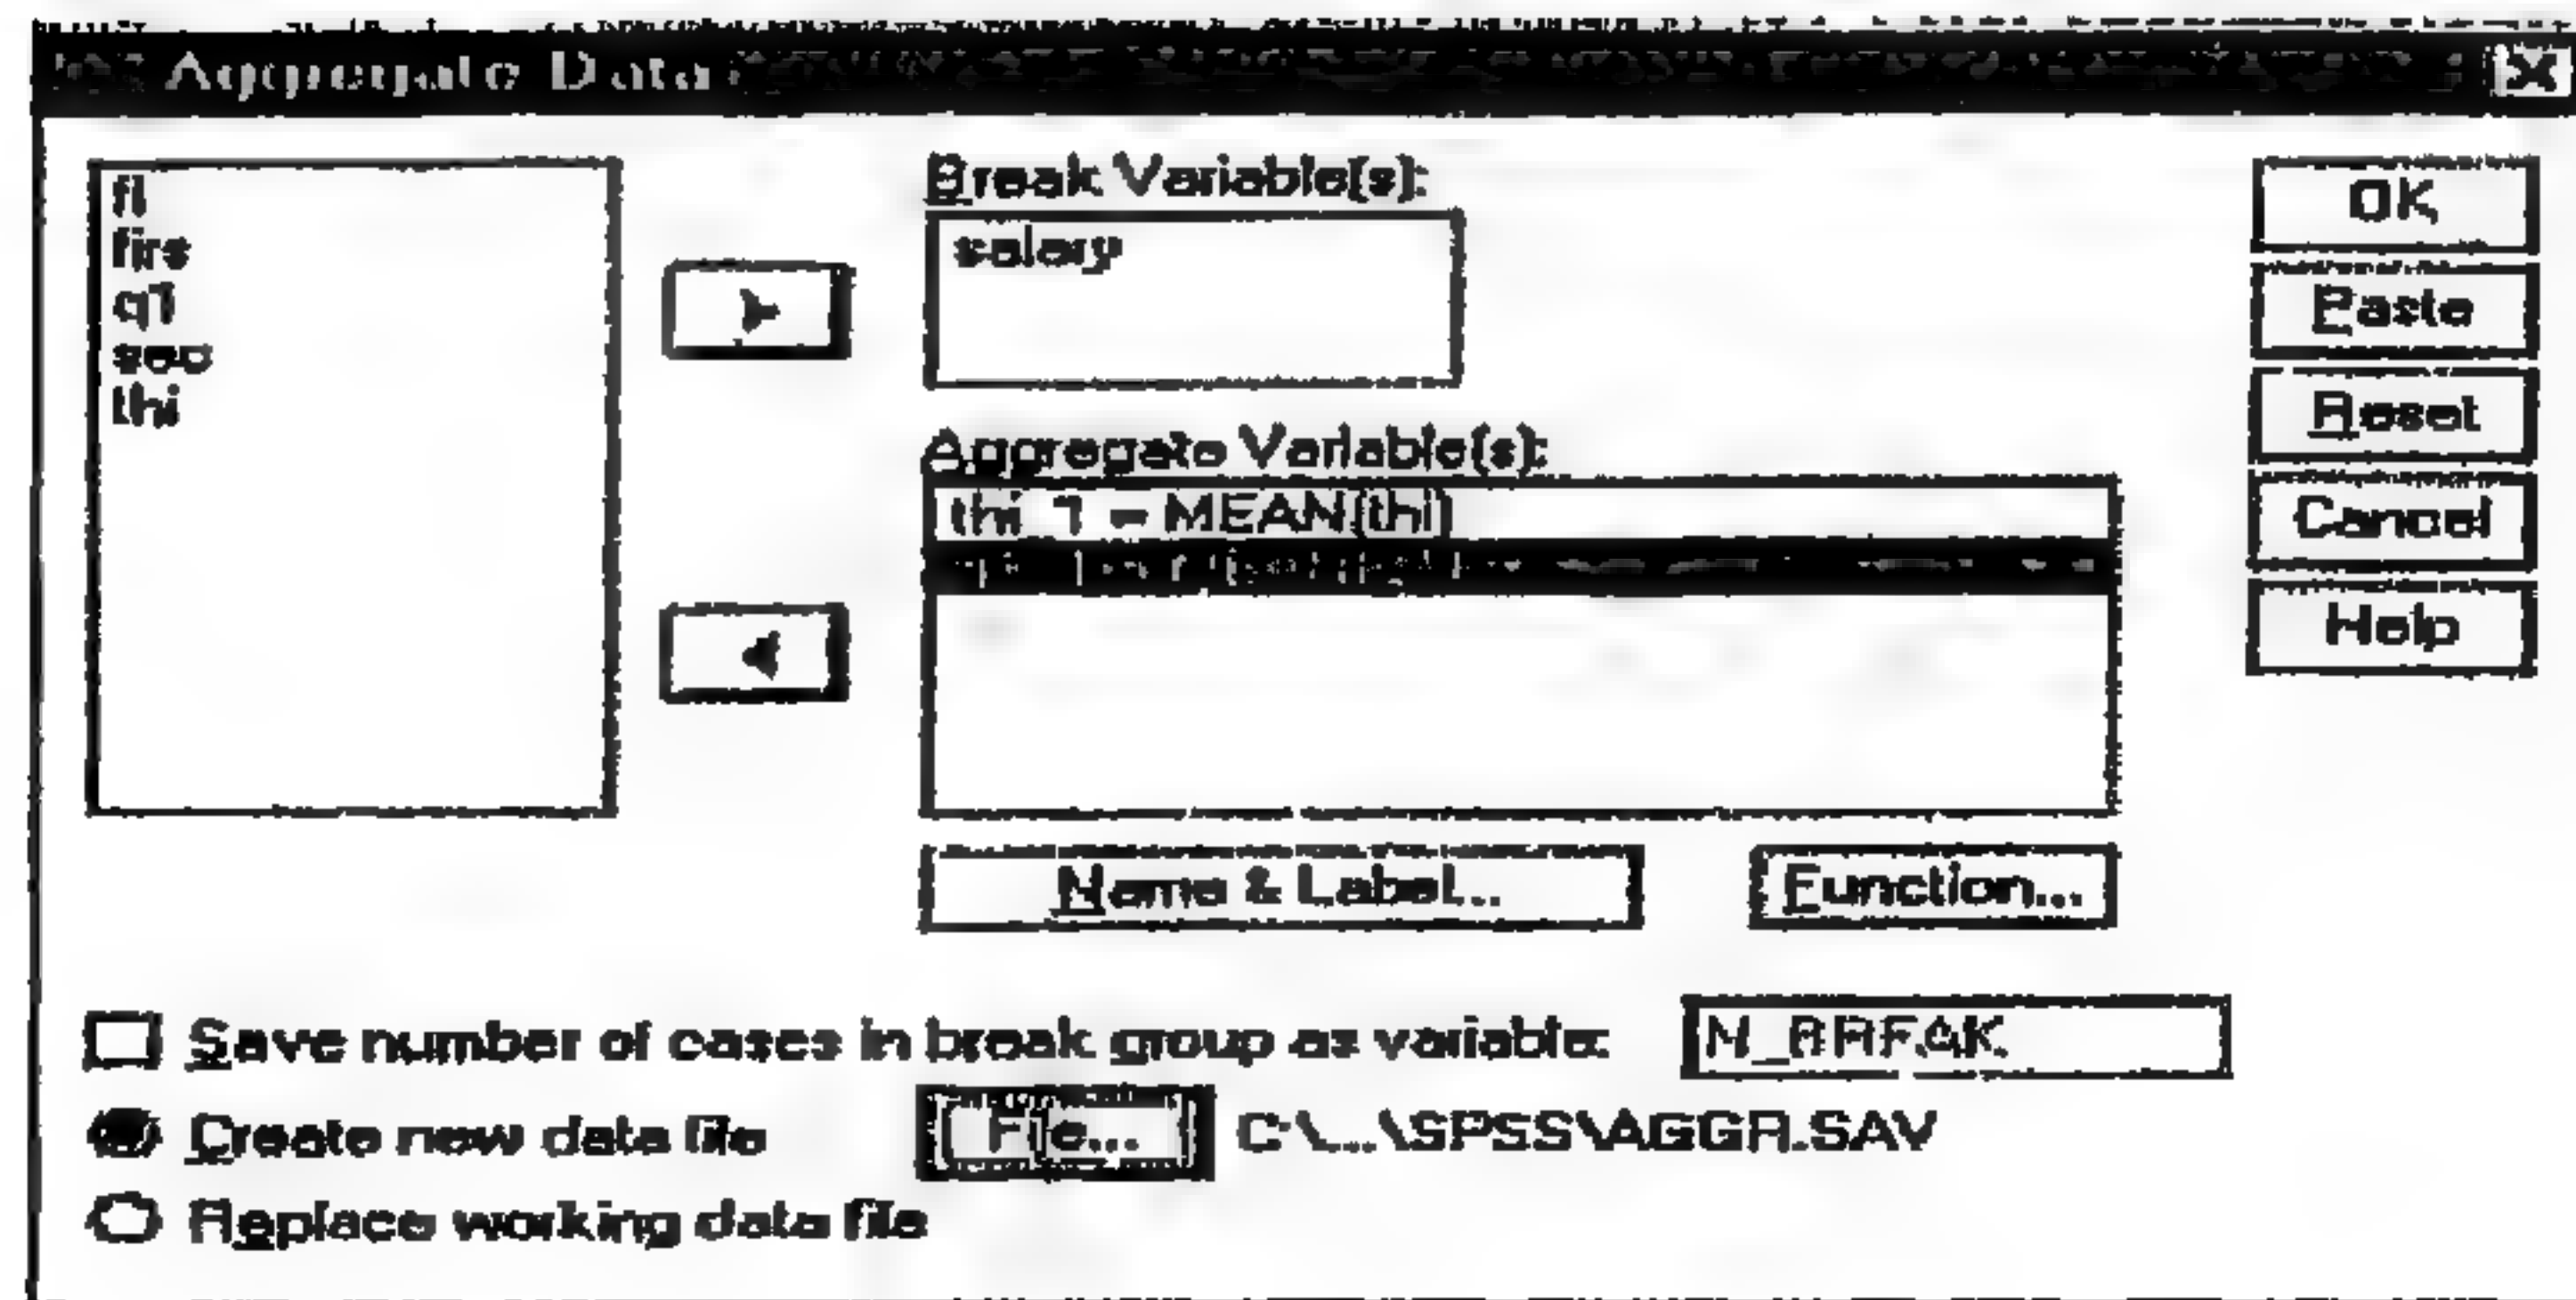 Aggregate Data
fl
firs
q1
sec
thi
Break Variable(s):
salary
Aggregate Variable(s):
thi_1 = MEAN(thi)
OK
Paste
Reset
Cancel
Help
Name & Label...
Function...
Save number of cases in break group as variable:
N_BREAK
Create new data file
File...
C:\...\SPSS\AGGR.SAV
Replace working data file